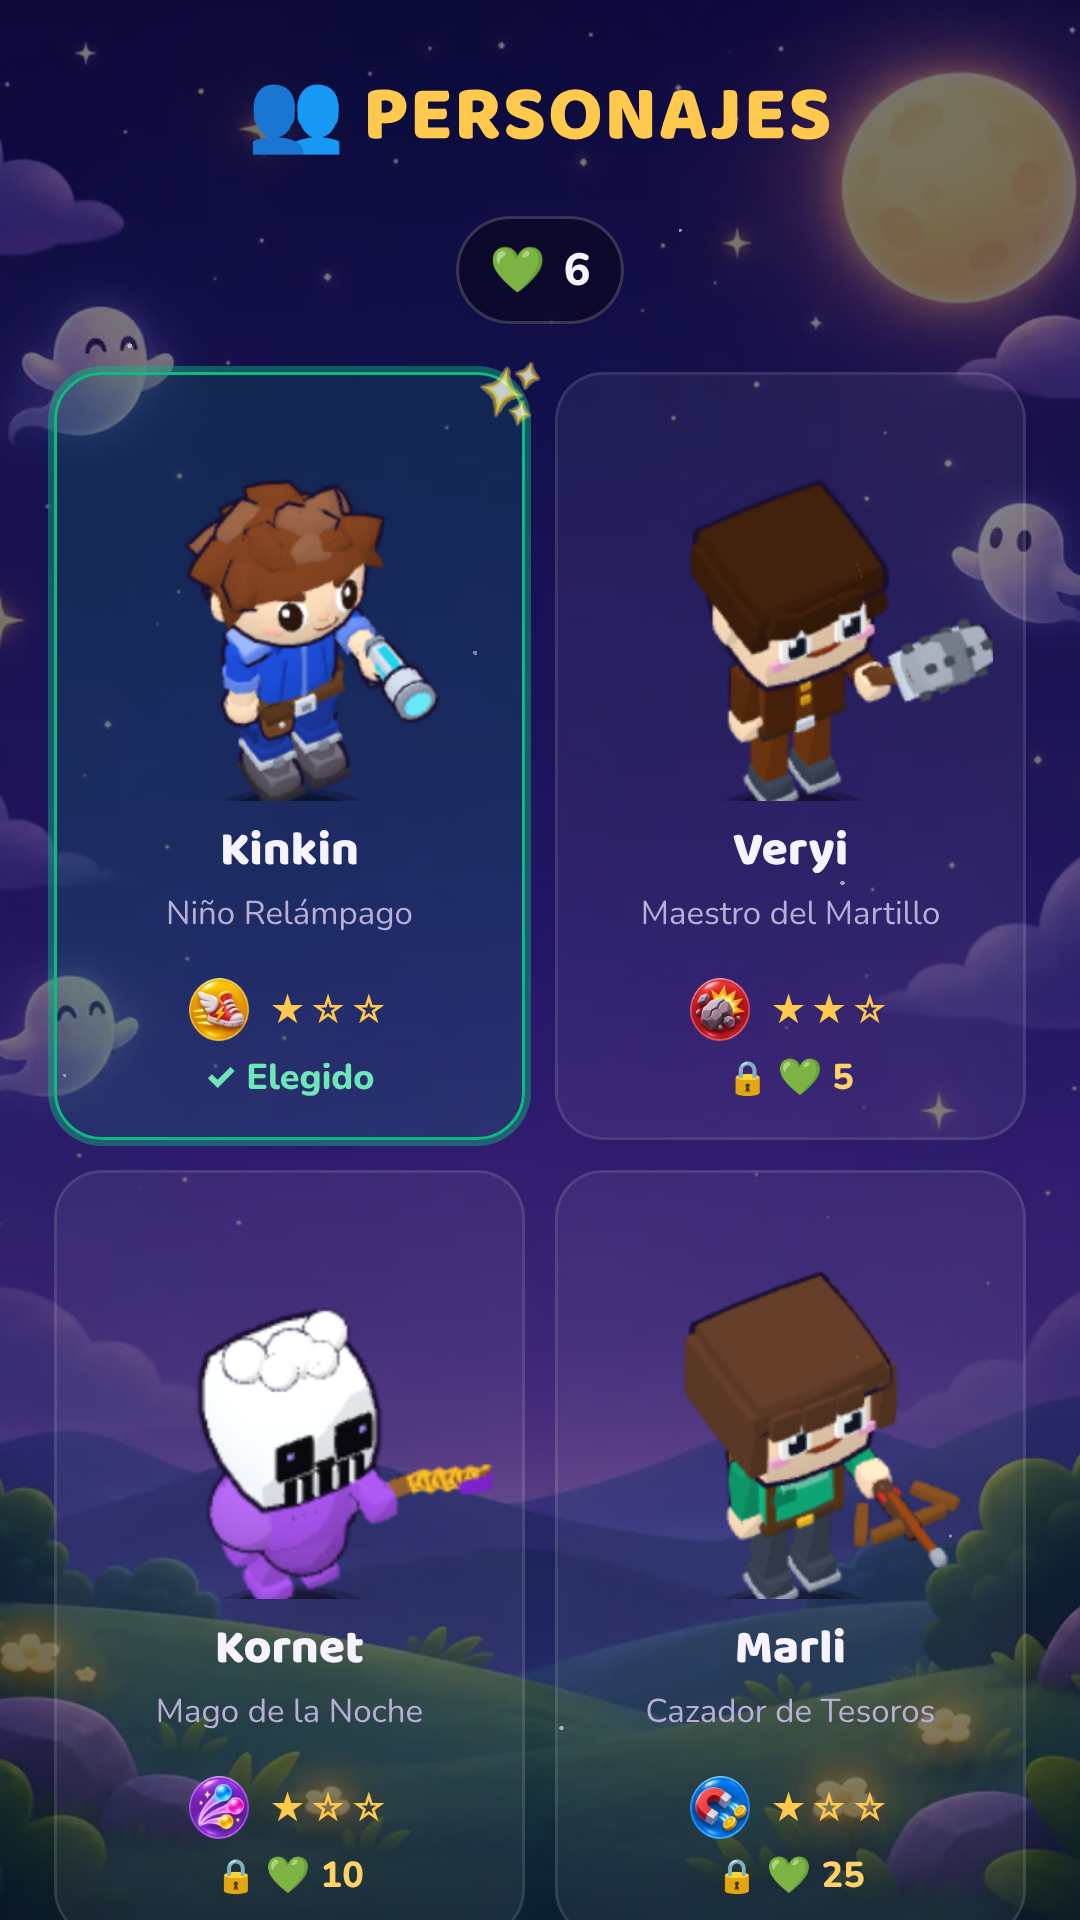 PERSONAJES
6
Kinkin
Niño Relámpago
Elegido
Veryi
Maestro del Martillo
5
Kornet
Mago de la Noche
10
Marli
Cazador de Tesoros
25